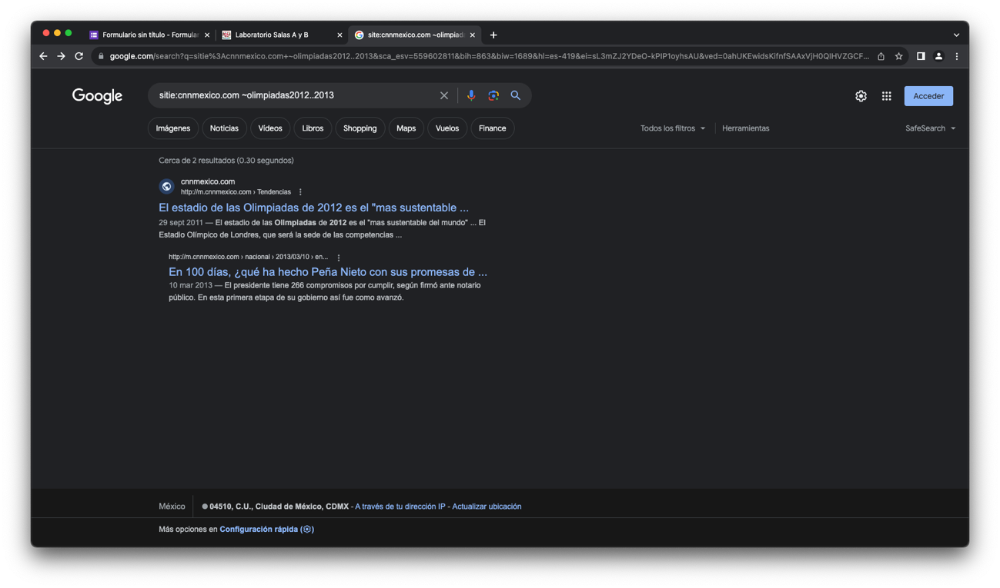 Formulario sin título - Formular
Laboratorio Salas A y B
site:cnnmexico.com ~olimpiada
google.com/search?q=sitie%3Acnnmexico.com+~olimpiadas2012..2013&sca_esv=559602811&bih=863&biw=1689&hl=es-419&ei=sL3mZJ2YDeO-kPIP1oyhsAU&ved=0ahUKEwidsKifnfSAAxVjH0QIHVZGCF...
Google
sitie:cnnmexico.com ~olimpiadas2012..2013
Acceder
Imágenes
Noticias
Videos
Libros
Shopping
Maps
Vuelos
Finance
Todos los filtros
Herramientas
SafeSearch
Cerca de 2 resultados (0.30 segundos)
cnnmexico.com
http://m.cnnmexico.com › Tendencias
El estadio de las Olimpiadas de 2012 es el "mas sustentable ...
29 sept 2011 — El estadio de las Olimpiadas de 2012 es el "mas sustentable del mundo" ... El
Estadio Olímpico de Londres, que será la sede de las competencias ...
http://m.cnnmexico.com › nacional › 2013/03/10 › en...
En 100 días, ¿qué ha hecho Peña Nieto con sus promesas de ...
10 mar 2013 — El presidente tiene 266 compromisos por cumplir, según firmó ante notario
público. En esta primera etapa de su gobierno así fue como avanzó.
México
04510, C.U., Ciudad de México, CDMX - A través de tu dirección IP - Actualizar ubicación
Más opciones en Configuración rápida ( )